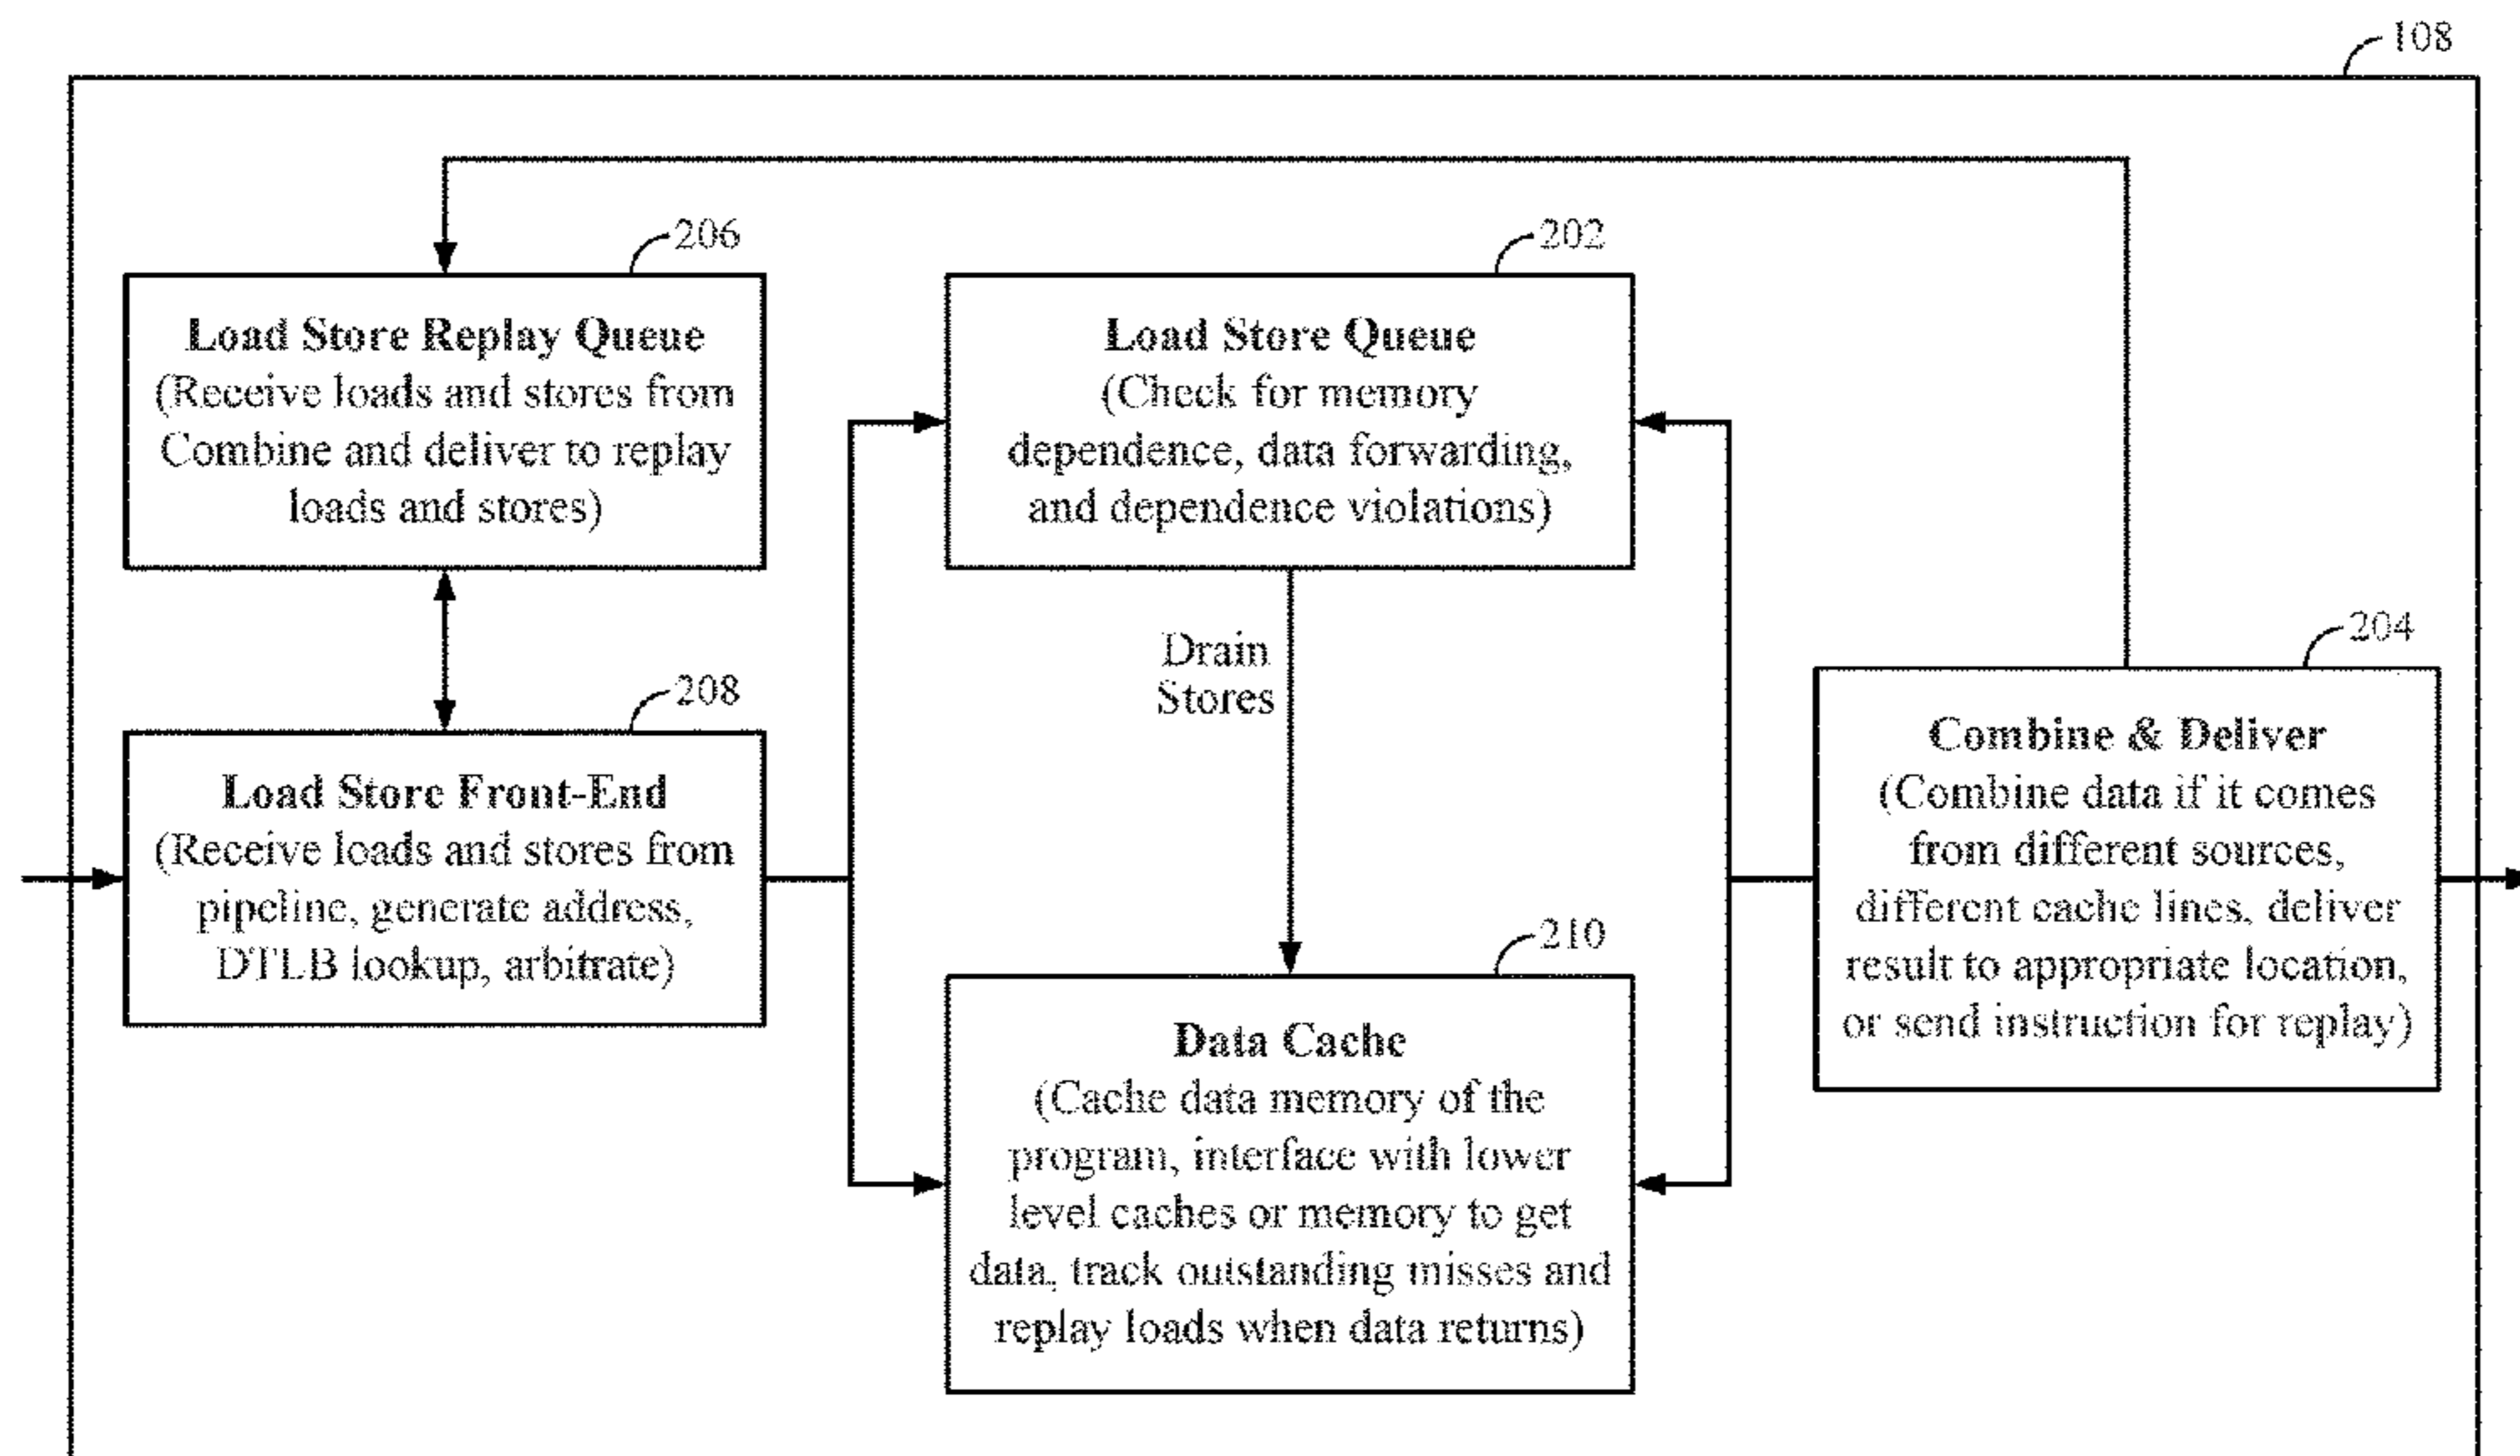 108
206
Load Store Replay Queue
(Receive loads and stores from
Combine and deliver to replay
loads and stores)
202
Load Store Queue
(Check for memory
dependence, data forwarding,
and dependence violations)
Drain
Stores
208
Load Store Front-End
(Receive loads and stores from
pipeline, generate address,
DTLB lookup, arbitrate)
210
Data Cache
(Cache data memory of the
program, interface with lower
level caches or memory to get
data, track outstanding misses and
replay loads when data returns)
204
Combine & Deliver
(Combine data if it comes
from different sources,
different cache lines, deliver
result to appropriate location,
or send instruction for replay)